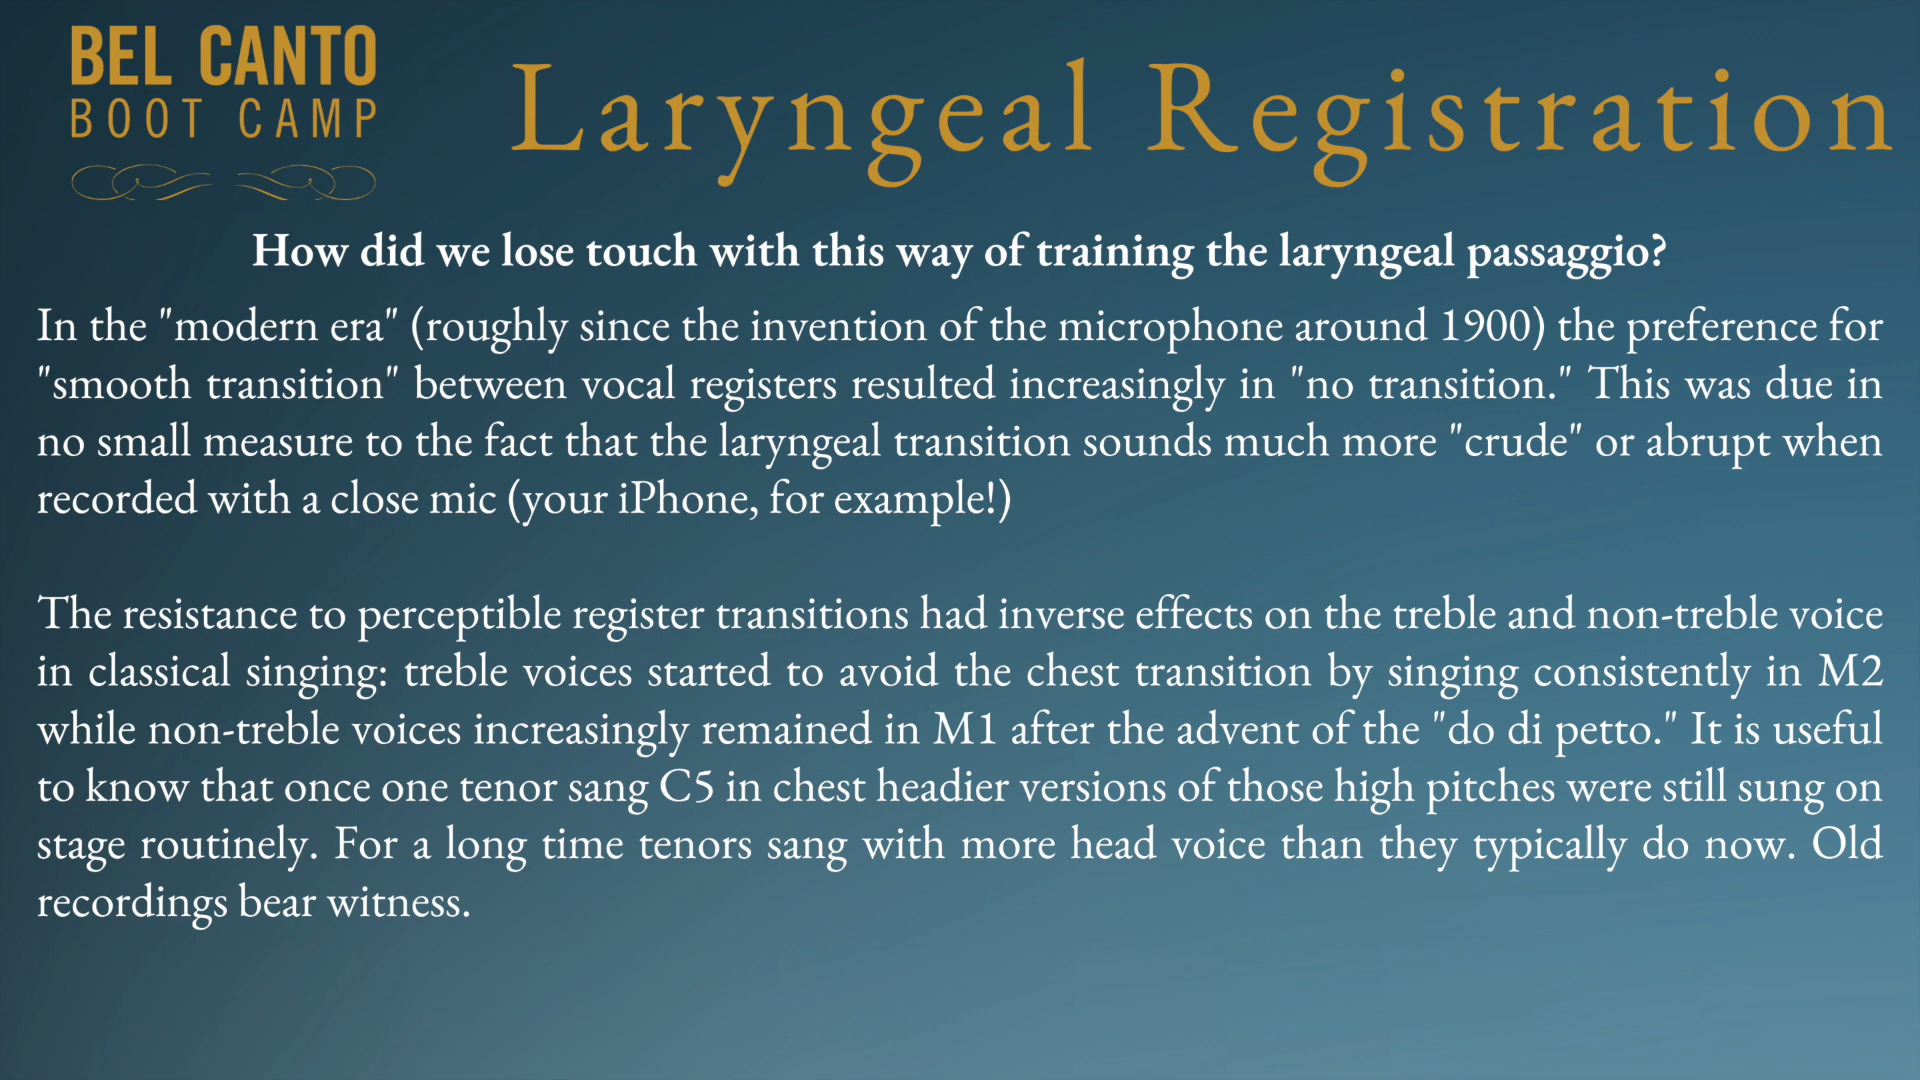 BEL CANTO
BOOT CAMP
Laryngeal Registration
How did we lose touch with this way of training the laryngeal passaggio?
In the "modern era" (roughly since the invention of the microphone around 1900) the preference for
"smooth transition" between vocal registers resulted increasingly in "no transition." This was due in
no small measure to the fact that the laryngeal transition sounds much more "crude" or abrupt when
recorded with a close mic (your iPhone, for example!)
The resistance to perceptible register transitions had inverse effects on the treble and non-treble voice
in classical singing: treble voices started to avoid the chest transition by singing consistently in M2
while non-treble voices increasingly remained in M1 after the advent of the "do di petto." It is useful
to know that once one tenor sang C5 in chest headier versions of those high pitches were still sung on
stage routinely. For a long time tenors sang with more head voice than they typically do now. Old
recordings bear witness.